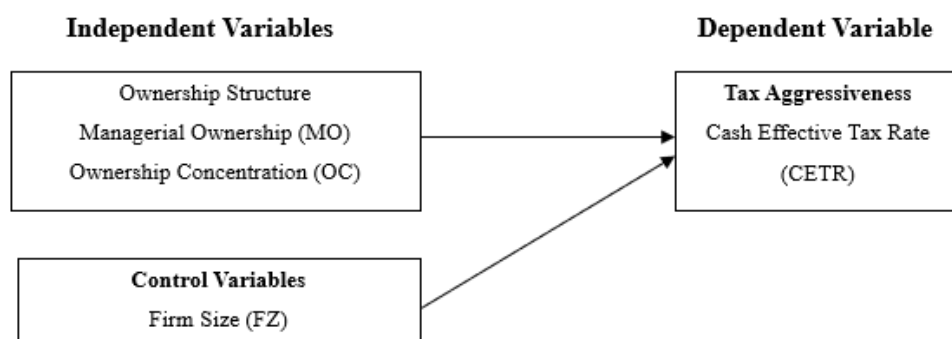 Independent Variables
Dependent Variable
Ownership Structure
Managerial Ownership (MO)
Ownership Concentration (OC)
Tax Aggressiveness
Cash Effective Tax Rate
(CETR)
Control Variables
Firm Size (FZ)